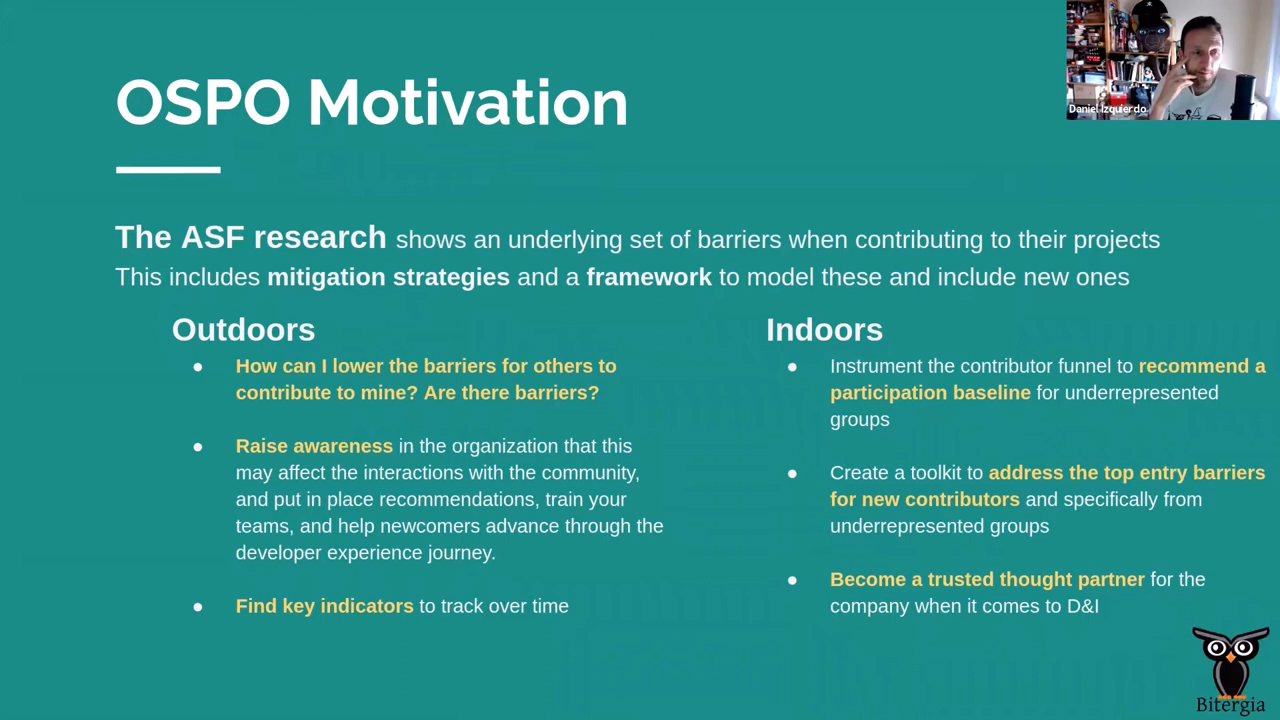 OSPO Motivation
Daniel Izquierdo
The ASF research shows an underlying set of barriers when contributing to their projects
This includes mitigation strategies and a framework to model these and include new ones
Outdoors
● How can I lower the barriers for others to
contribute to mine? Are there barriers?
● Raise awareness in the organization that this
may affect the interactions with the community,
and put in place recommendations, train your
teams, and help newcomers advance through the
developer experience journey.
● Find key indicators to track over time
Indoors
● Instrument the contributor funnel to recommend a
participation baseline for underrepresented
groups
● Create a toolkit to address the top entry barriers
for new contributors and specifically from
underrepresented groups
● Become a trusted thought partner for the
company when it comes to D&I
Bitergia